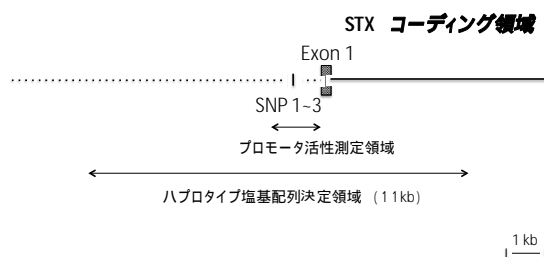 STX コーディング領域
Exon 1
SNP 1~3
プロモータ活性測定領域
ハプロタイプ塩基配列決定領域 (11kb)
1 kb